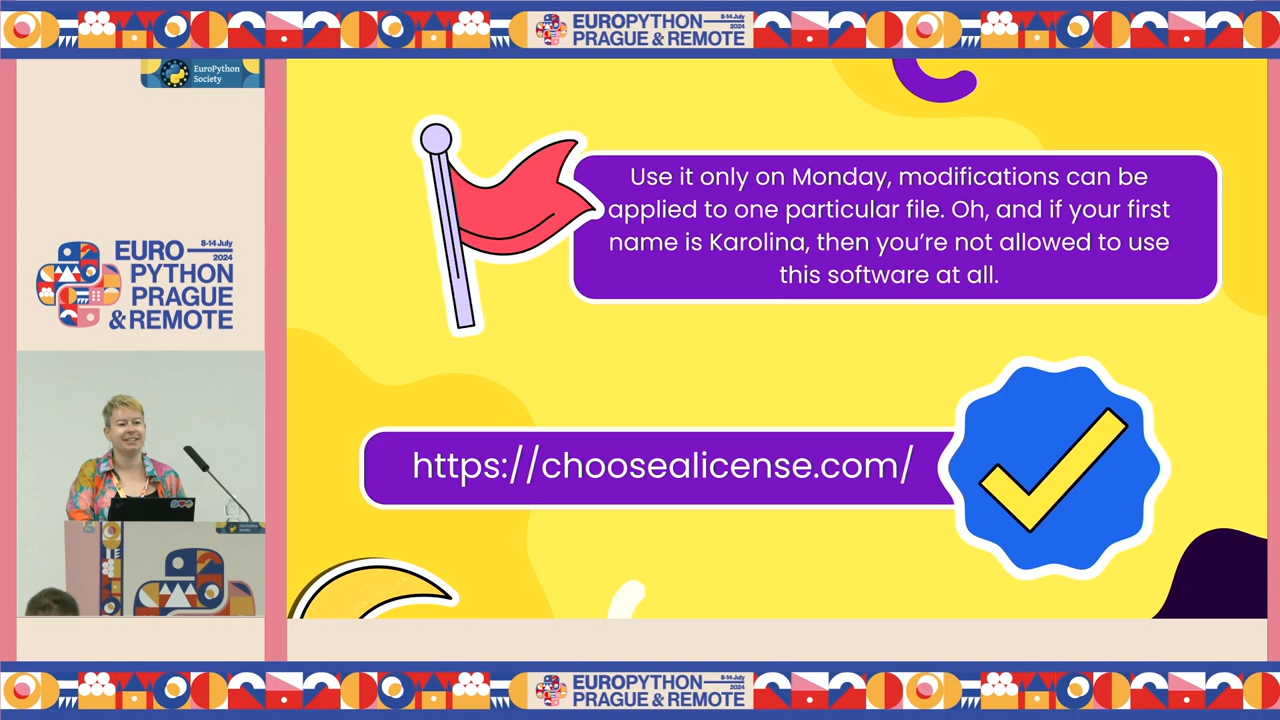 EUROPYTHON
8-14 July
2024
PRAGUE & REMOTE
EuroPython
Society
EURO
8-14 July
2024
PYTHON
PRAGUE
& REMOTE
Use it only on Monday, modifications can be
applied to one particular file. Oh, and if your first
name is Karolina, then you're not allowed to use
this software at all.
https://choosealicense.com/
EUROPYTHON
8-14 July
2024
PRAGUE & REMOTE